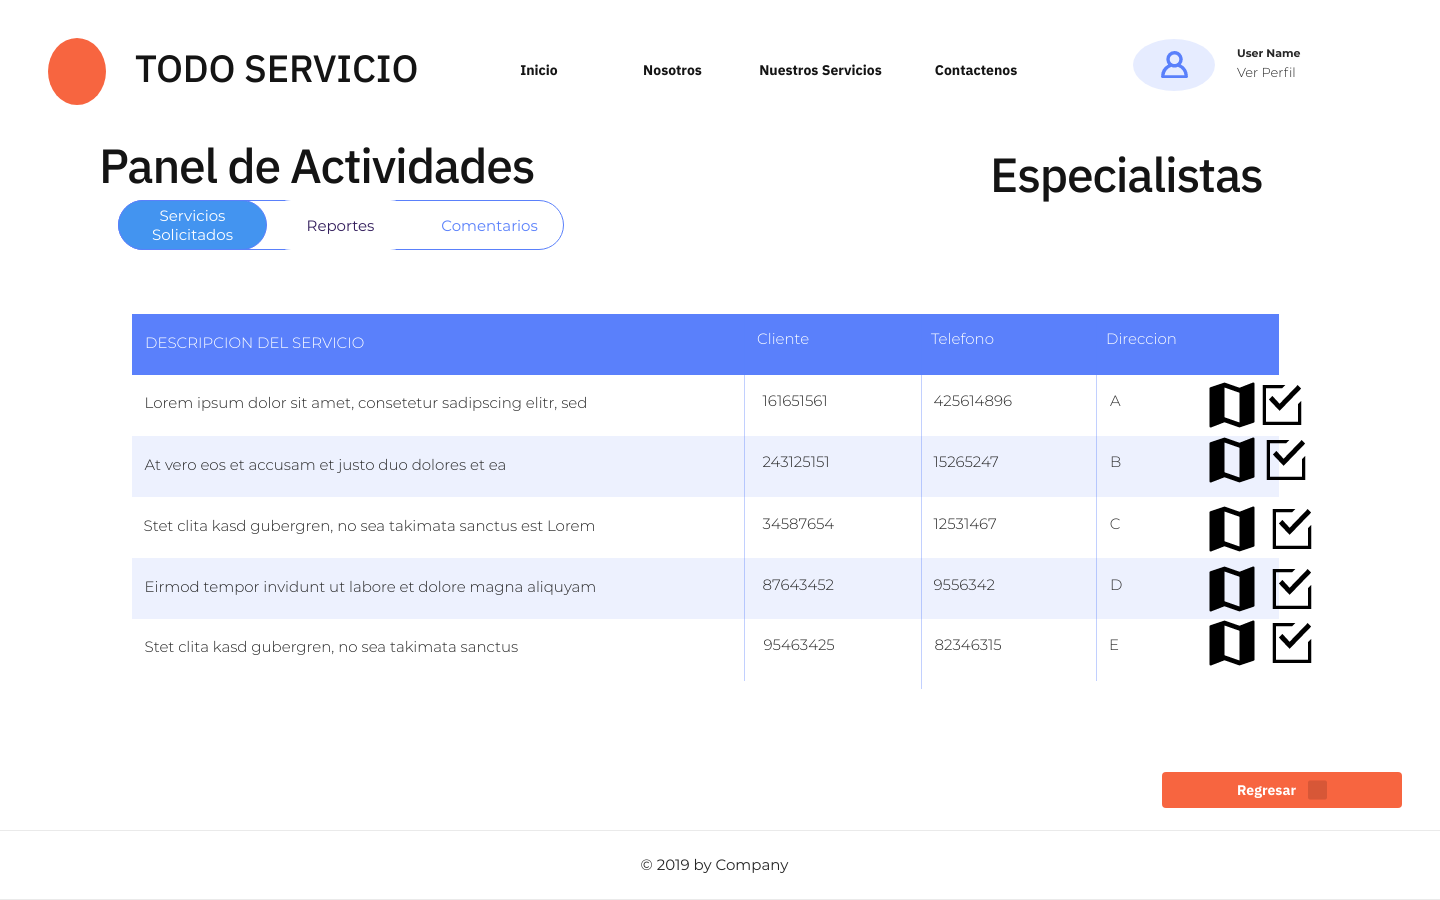 TODO SERVICIO
Inicio
Nosotros
Nuestros Servicios
Contactenos
User Name
Ver Perfil
Panel de Actividades
Especialistas
Servicios
Solicitados
Reportes
Comentarios
DESCRIPCION DEL SERVICIO Cliente Telefono Direccion
Lorem ipsum dolor sit amet, consetetur sadipscing elitr, sed 161651561 425614896 A
At vero eos et accusam et justo duo dolores et ea 243125151 15265247 B
Stet clita kasd gubergren, no sea takimata sanctus est Lorem 34587654 12531467 C
Eirmod tempor invidunt ut labore et dolore magna aliquyam 87643452 9556342 D
Stet clita kasd gubergren, no sea takimata sanctus 95463425 82346315 E
Regresar
© 2019 by Company